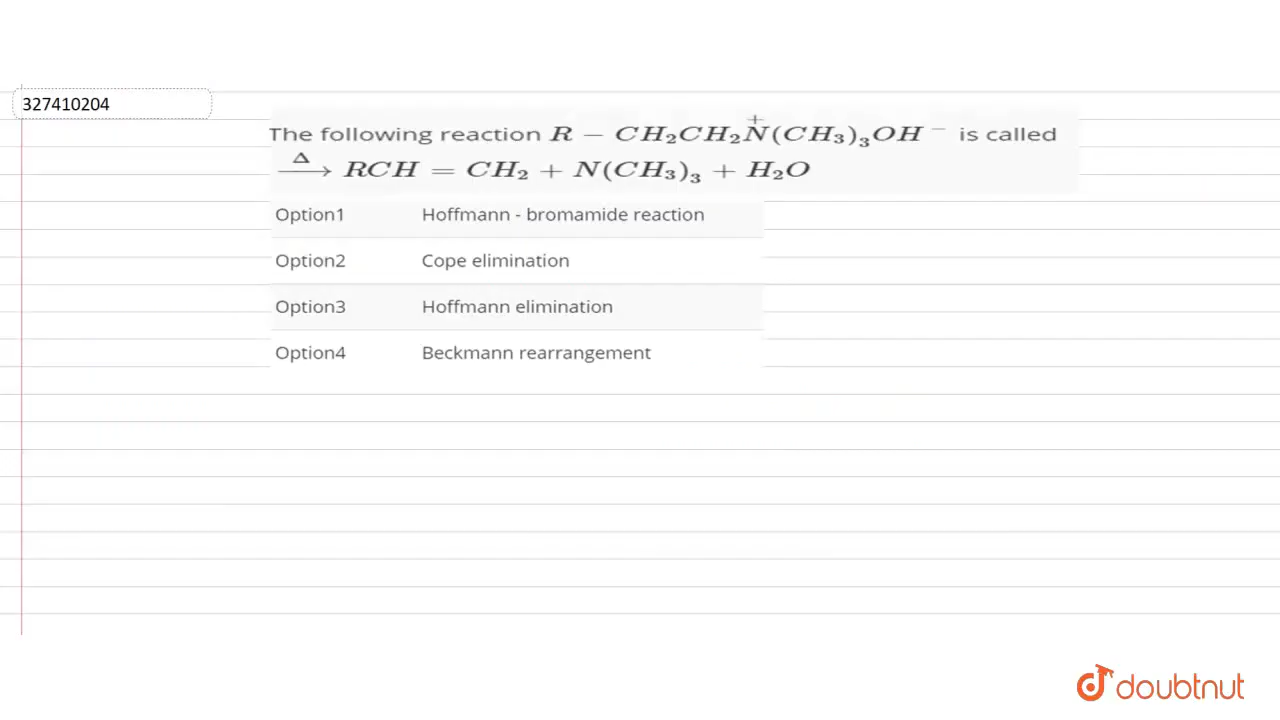 327410204
The following reaction R − CH₂CH₂N⁺(CH₃)₃OH⁻ is called
Δ→ RCH = CH₂ + N(CH₃)₃ + H₂O
Option1 Hoffmann - bromamide reaction
Option2 Cope elimination
Option3 Hoffmann elimination
Option4 Beckmann rearrangement
doubtnut